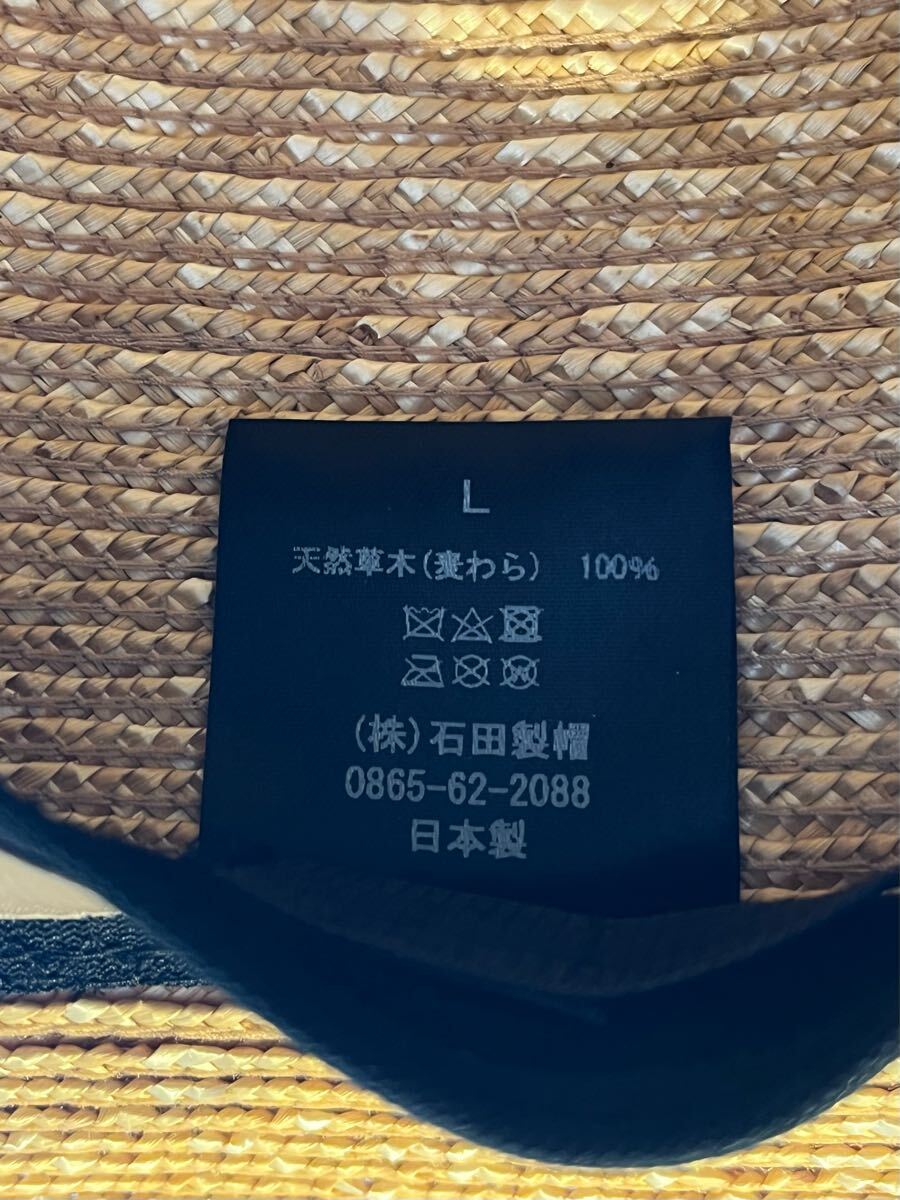 L
天然草木(麦わら) 100%
(株)石田製帽
0865-62-2088
日本製